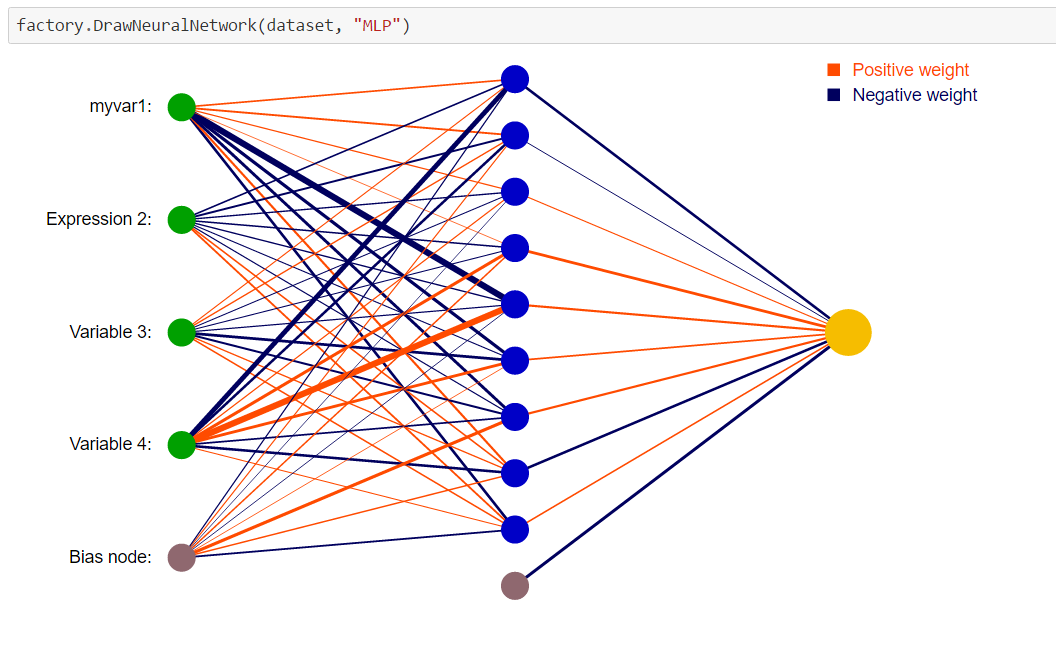 factory.DrawNeuralNetwork(dataset, "MLP")
Positive weight
Negative weight
myvar1:
Expression 2:
Variable 3:
Variable 4:
Bias node: